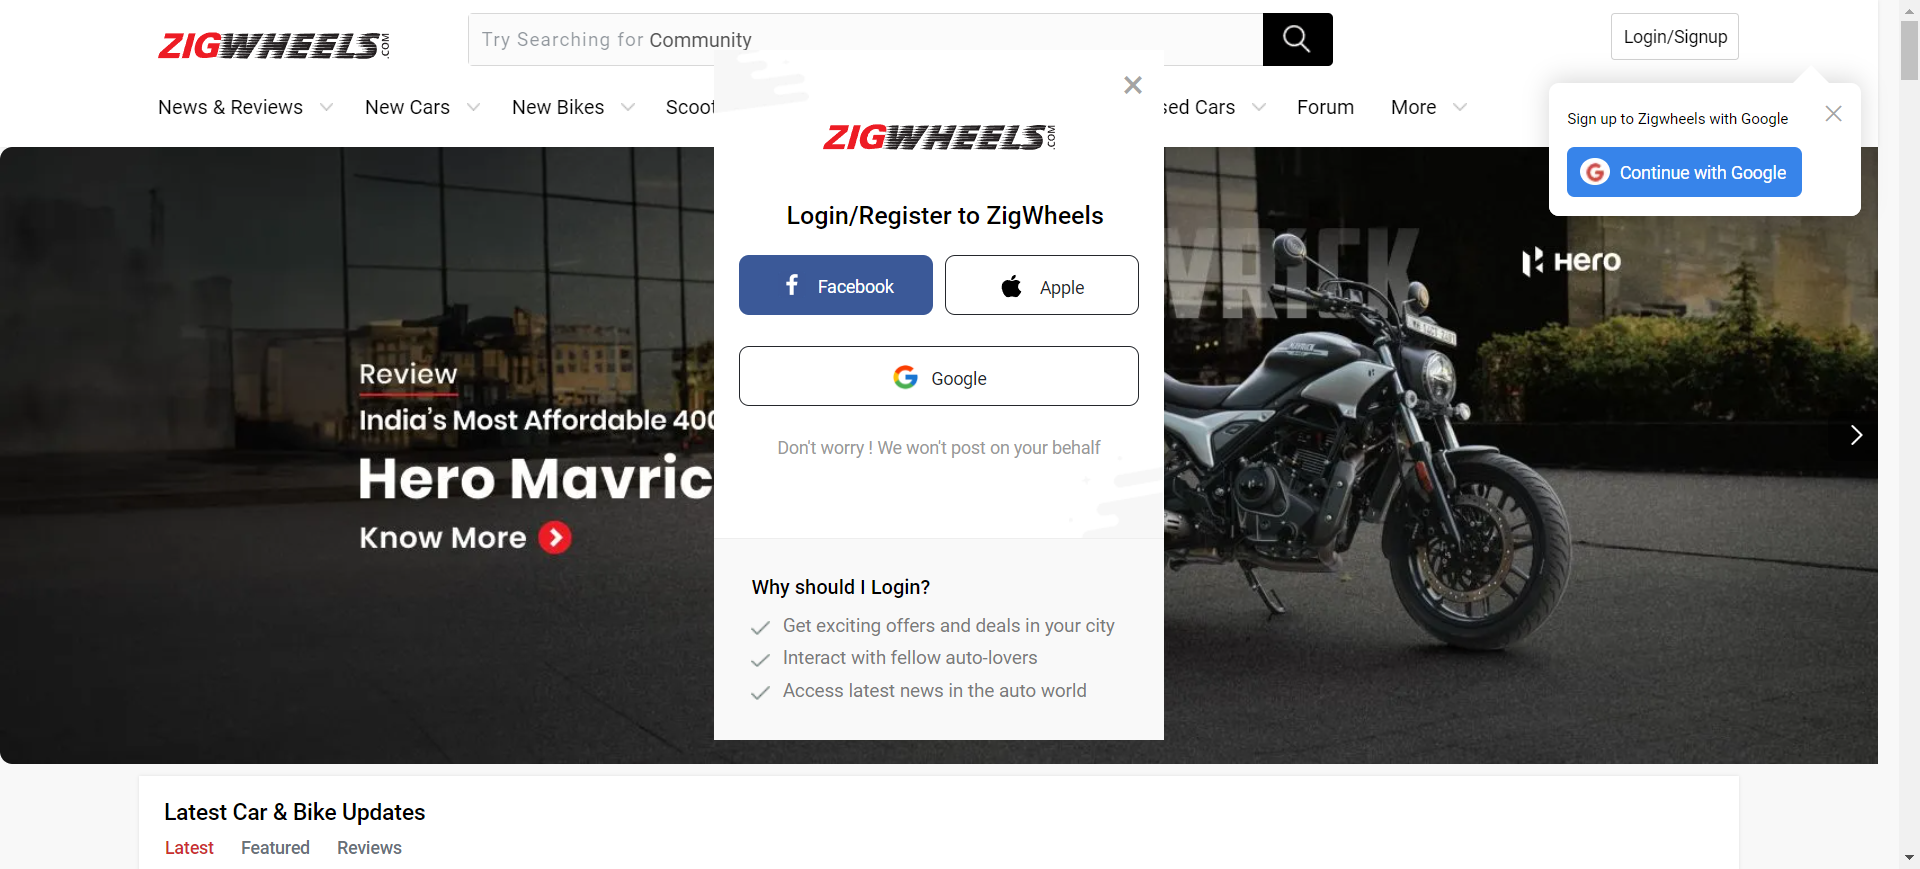 ZIGWHEELS.COM
Try Searching for Community
Login/Signup
News & Reviews
New Cars
New Bikes
Scoot
sed Cars
Forum
More
Sign up to Zigwheels with Google
Continue with Google
ZIGWHEELS.COM
Login/Register to ZigWheels
Facebook
Apple
Google
Don't worry ! We won't post on your behalf
Why should I Login?
Get exciting offers and deals in your city
Interact with fellow auto-lovers
Access latest news in the auto world
Review
India's Most Affordable 400
Hero Mavric
Know More
VRICK
Hero
MAVRICK
Latest Car & Bike Updates
Latest
Featured
Reviews